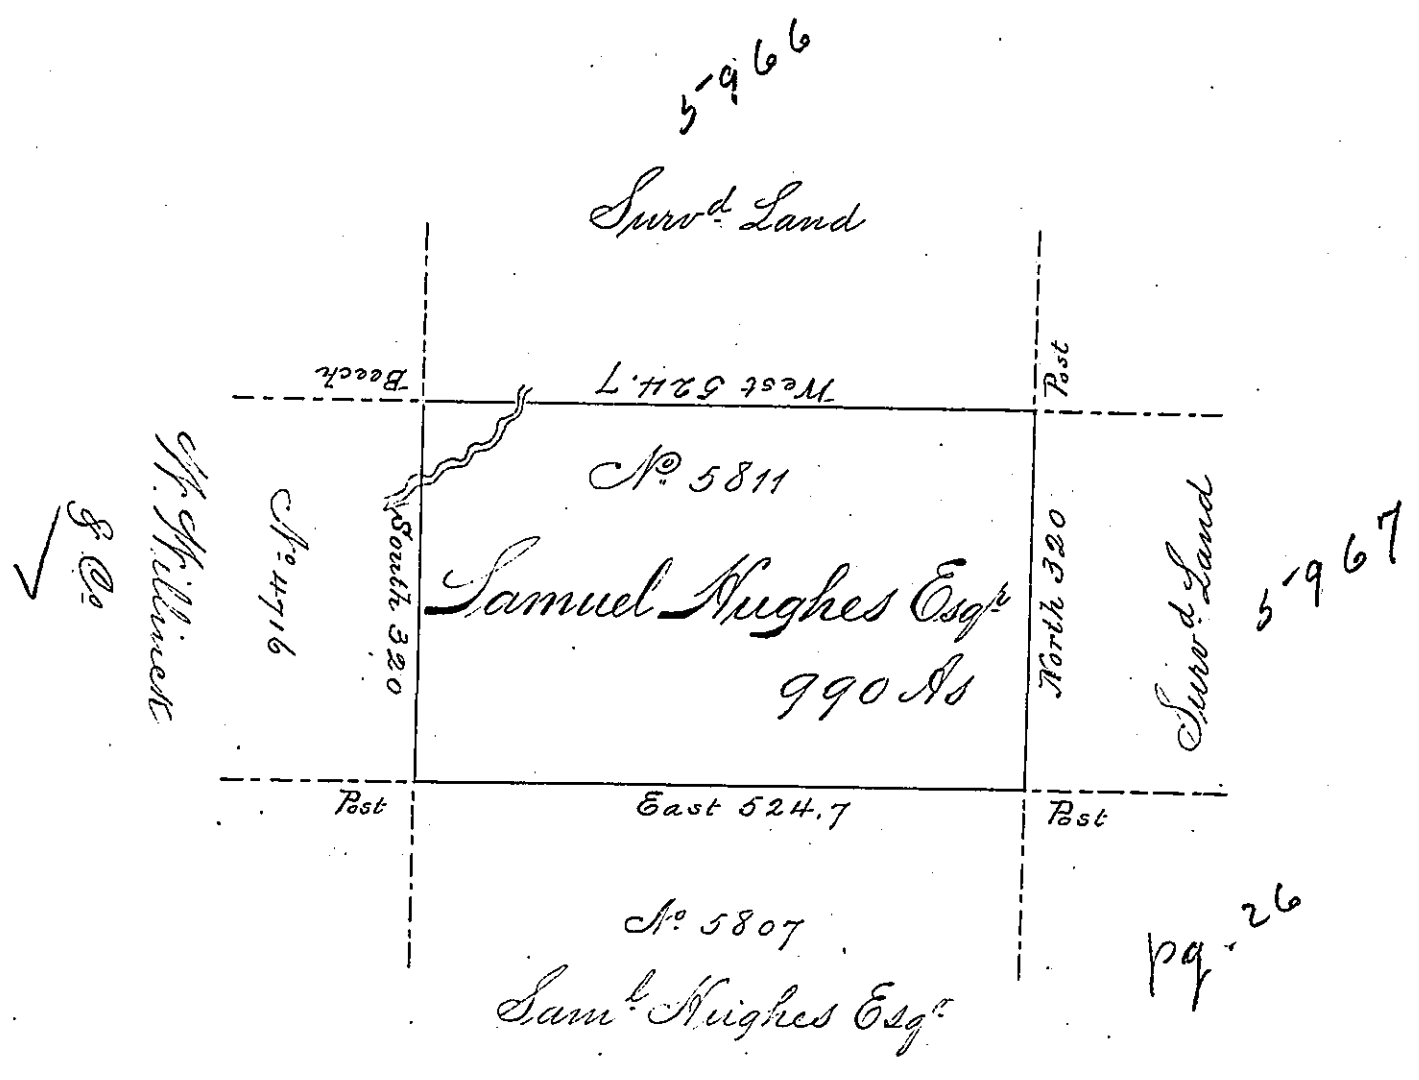 5966
Survd. Land
Beech
West 524.7
Post
No. 5811
W. Willinck
& Co.
No. 4716
South 320
Samuel Hughes Esqr.
990 As
North 320
Survd. Land
5967
Post
East 524.7
Post
No. 5807
Saml. Hughes Esqr.
pg. 26